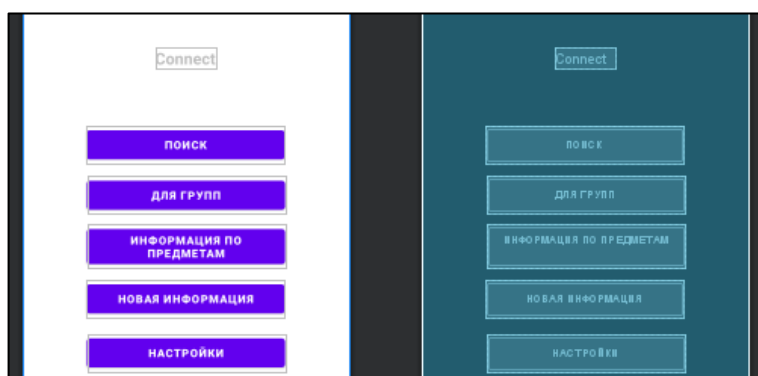 Connect
ПОИСК
ДЛЯ ГРУПП
ИНФОРМАЦИЯ ПО
ПРЕДМЕТАМ
НОВАЯ ИНФОРМАЦИЯ
НАСТРОЙКИ
Connect
ПОИСК
ДЛЯ ГРУПП
ИНФОРМАЦИЯ ПО ПРЕДМЕТАМ
НОВАЯ ИНФОРМАЦИЯ
НАСТРОЙКИ